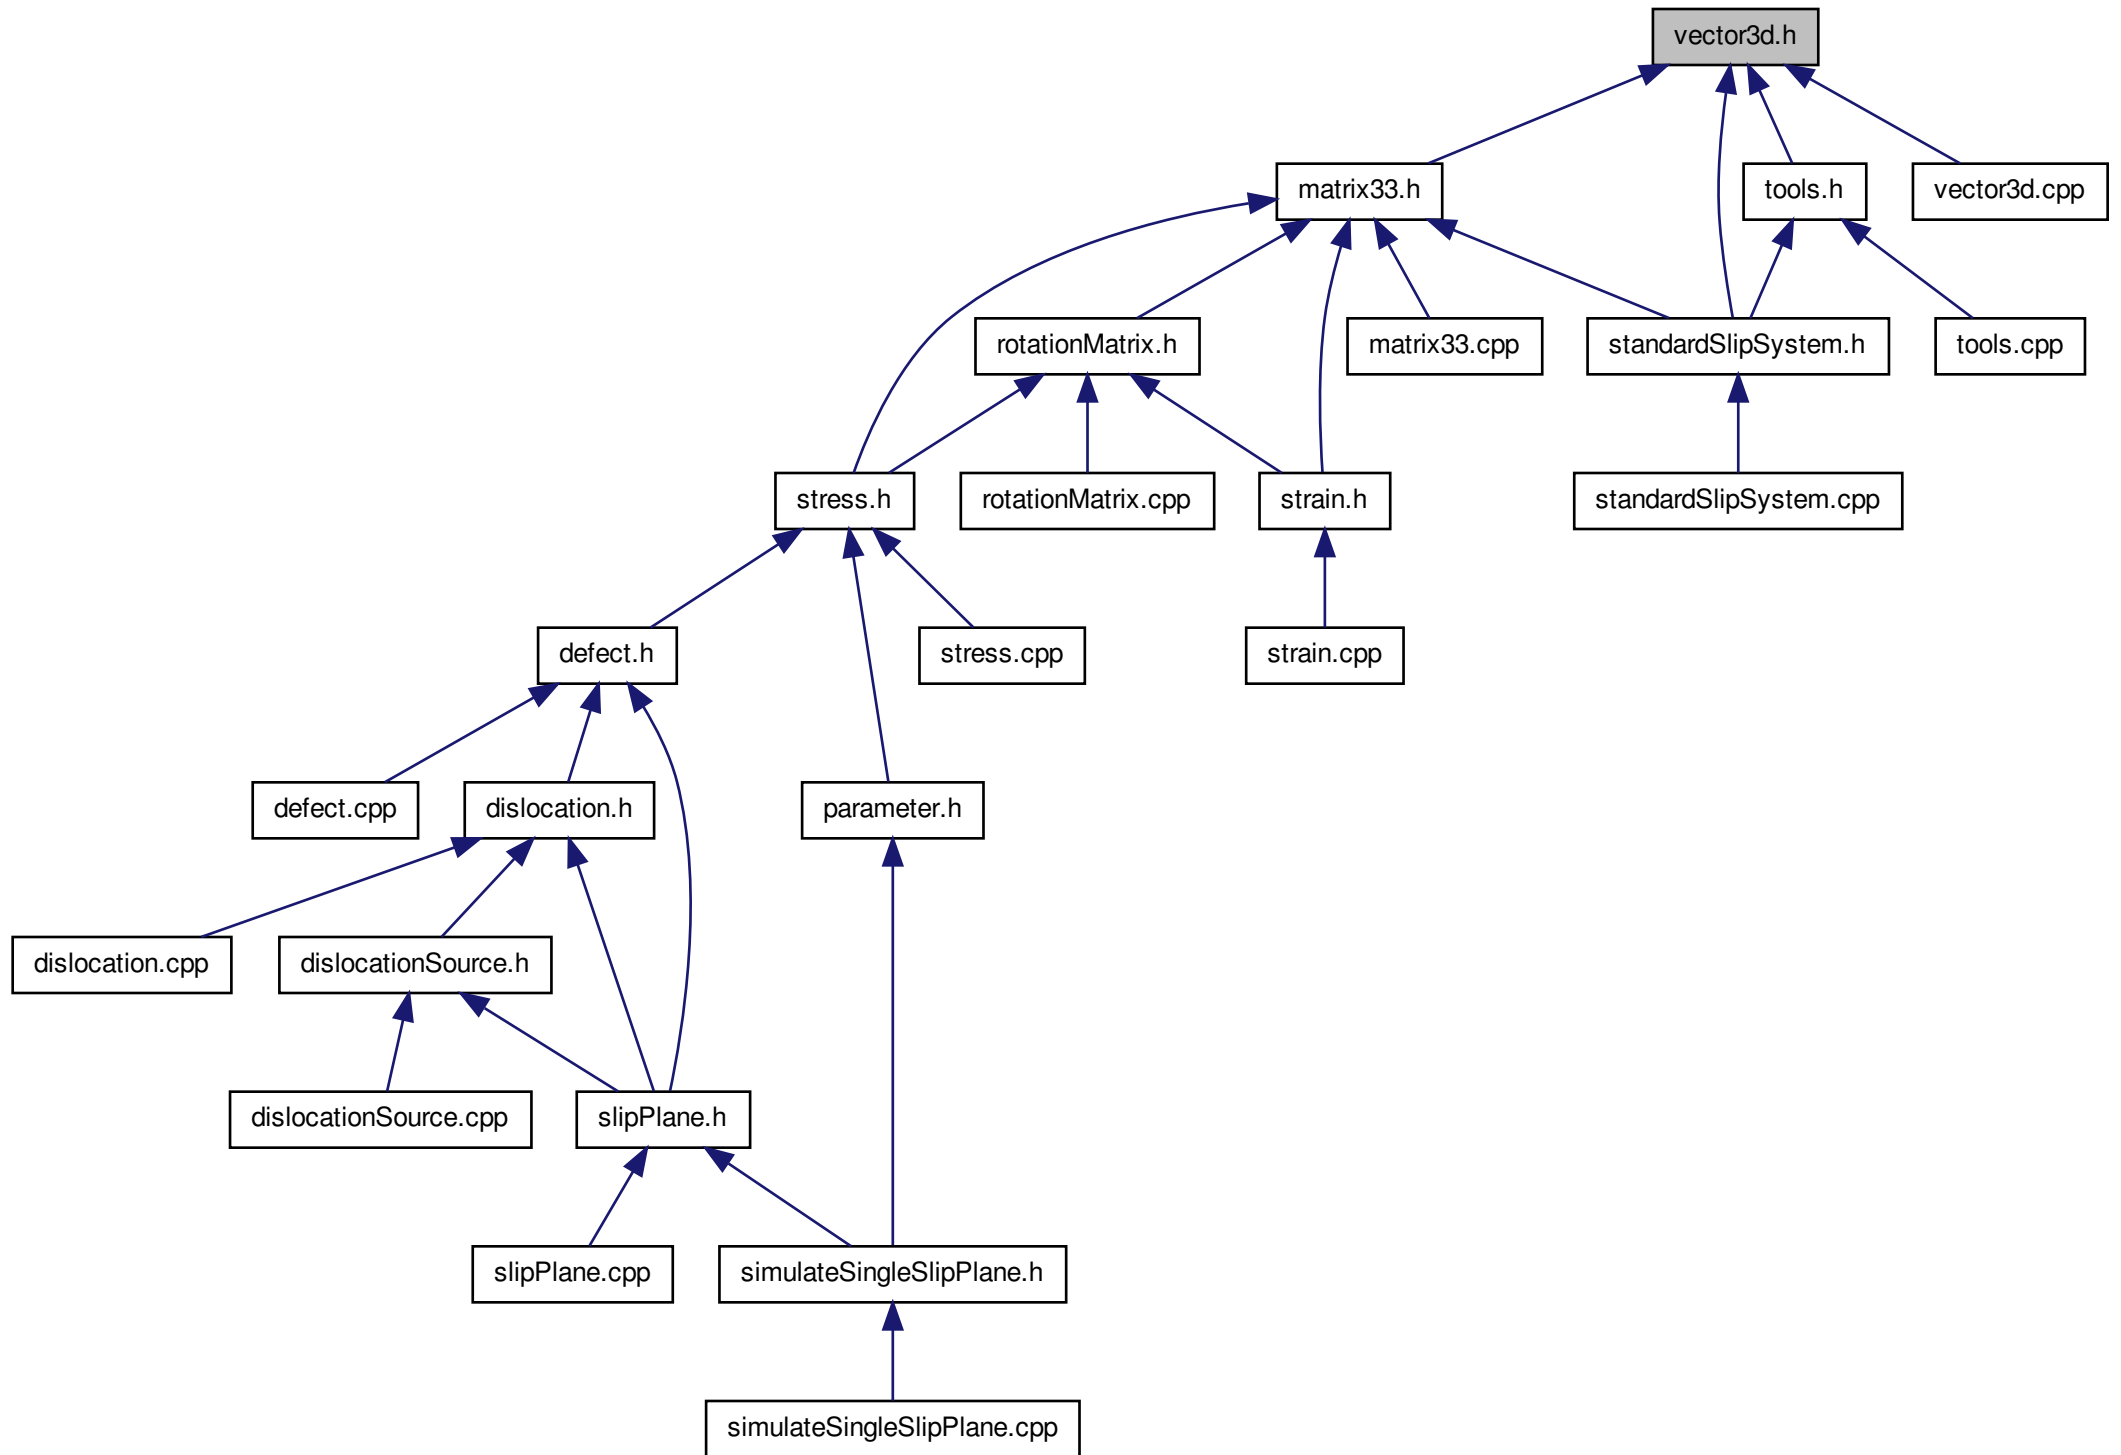 vector3d.h
matrix33.h
tools.h
vector3d.cpp
rotationMatrix.h
matrix33.cpp
standardSlipSystem.h
tools.cpp
stress.h
rotationMatrix.cpp
strain.h
standardSlipSystem.cpp
defect.h
stress.cpp
strain.cpp
defect.cpp
dislocation.h
parameter.h
dislocation.cpp
dislocationSource.h
dislocationSource.cpp
slipPlane.h
slipPlane.cpp
simulateSingleSlipPlane.h
simulateSingleSlipPlane.cpp